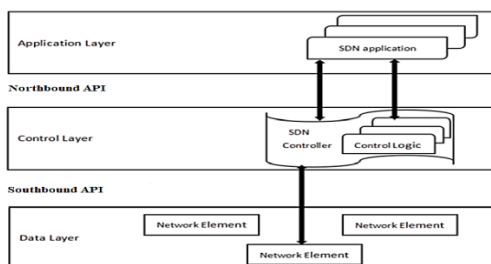 Application Layer
SDN application
Northbound API
Control Layer
SDN
Controller
Control Logic
Southbound API
Network Element
Network Element
Data Layer
Network Element